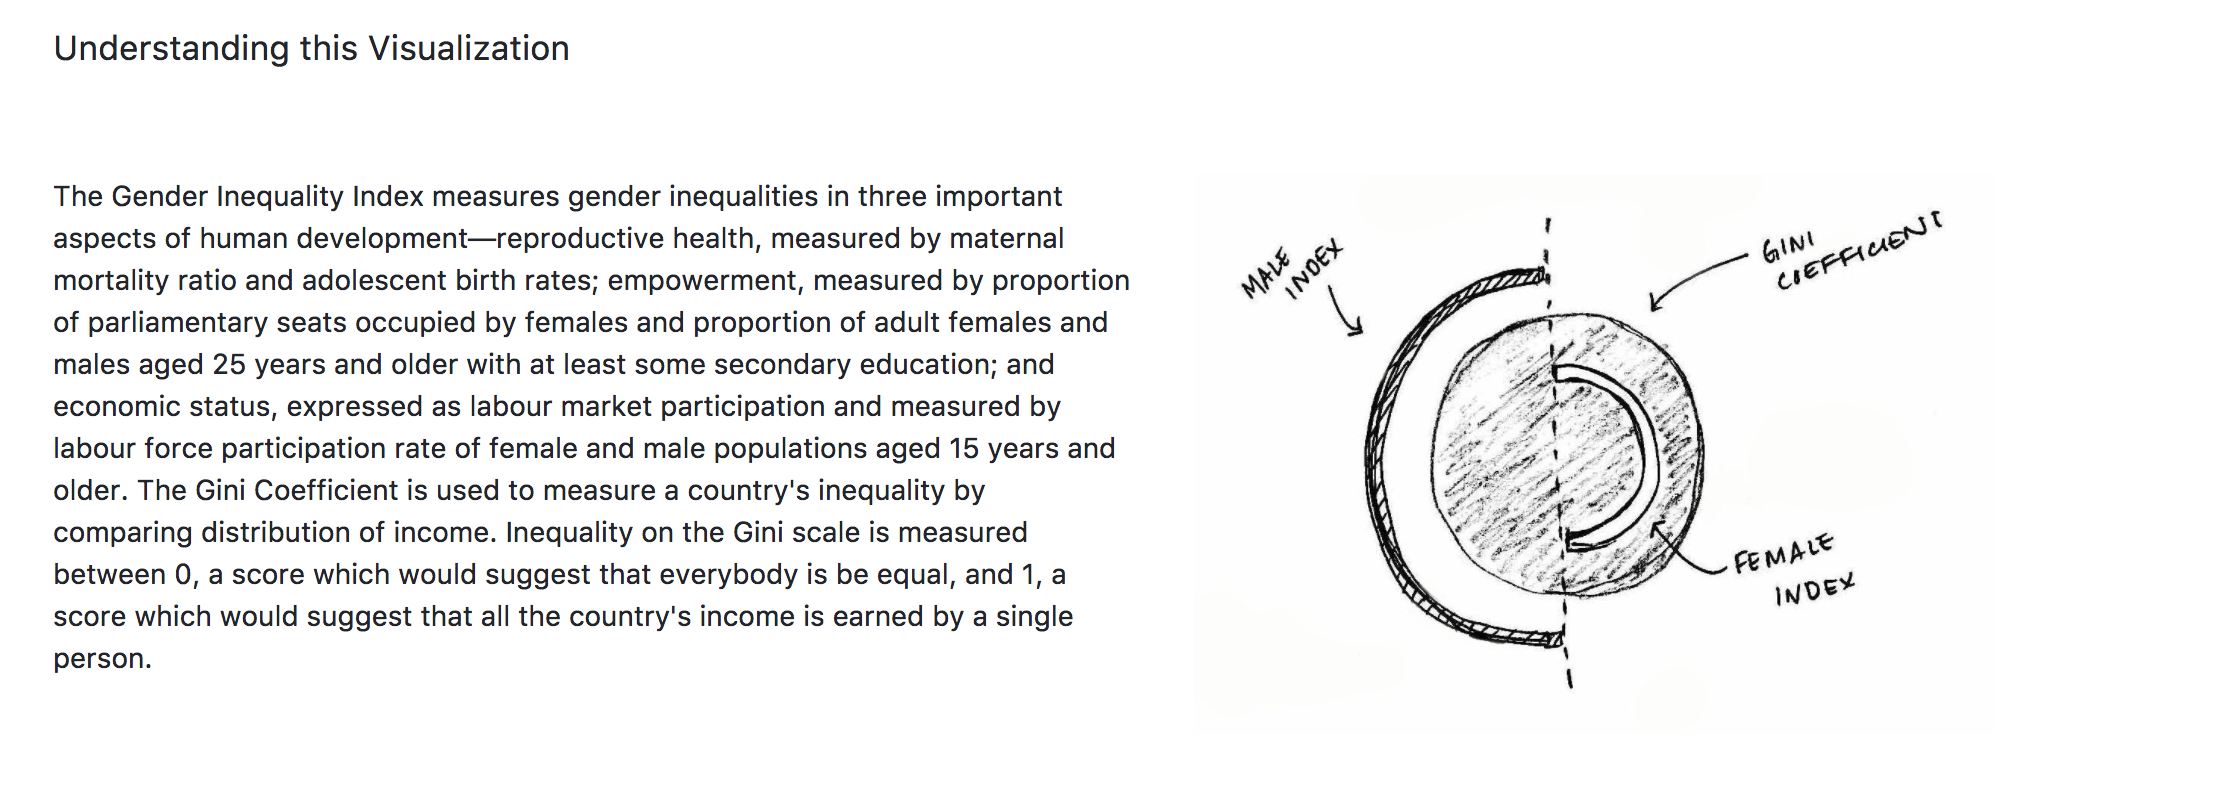 Understanding this Visualization
The Gender Inequality Index measures gender inequalities in three important
aspects of human development—reproductive health, measured by maternal
mortality ratio and adolescent birth rates; empowerment, measured by proportion
of parliamentary seats occupied by females and proportion of adult females and
males aged 25 years and older with at least some secondary education; and
economic status, expressed as labour market participation and measured by
labour force participation rate of female and male populations aged 15 years and
older. The Gini Coefficient is used to measure a country's inequality by
comparing distribution of income. Inequality on the Gini scale is measured
between 0, a score which would suggest that everybody is be equal, and 1, a
score which would suggest that all the country's income is earned by a single
person.
MALE
INDEX
GINI
COEFFICIENT
FEMALE
INDEX